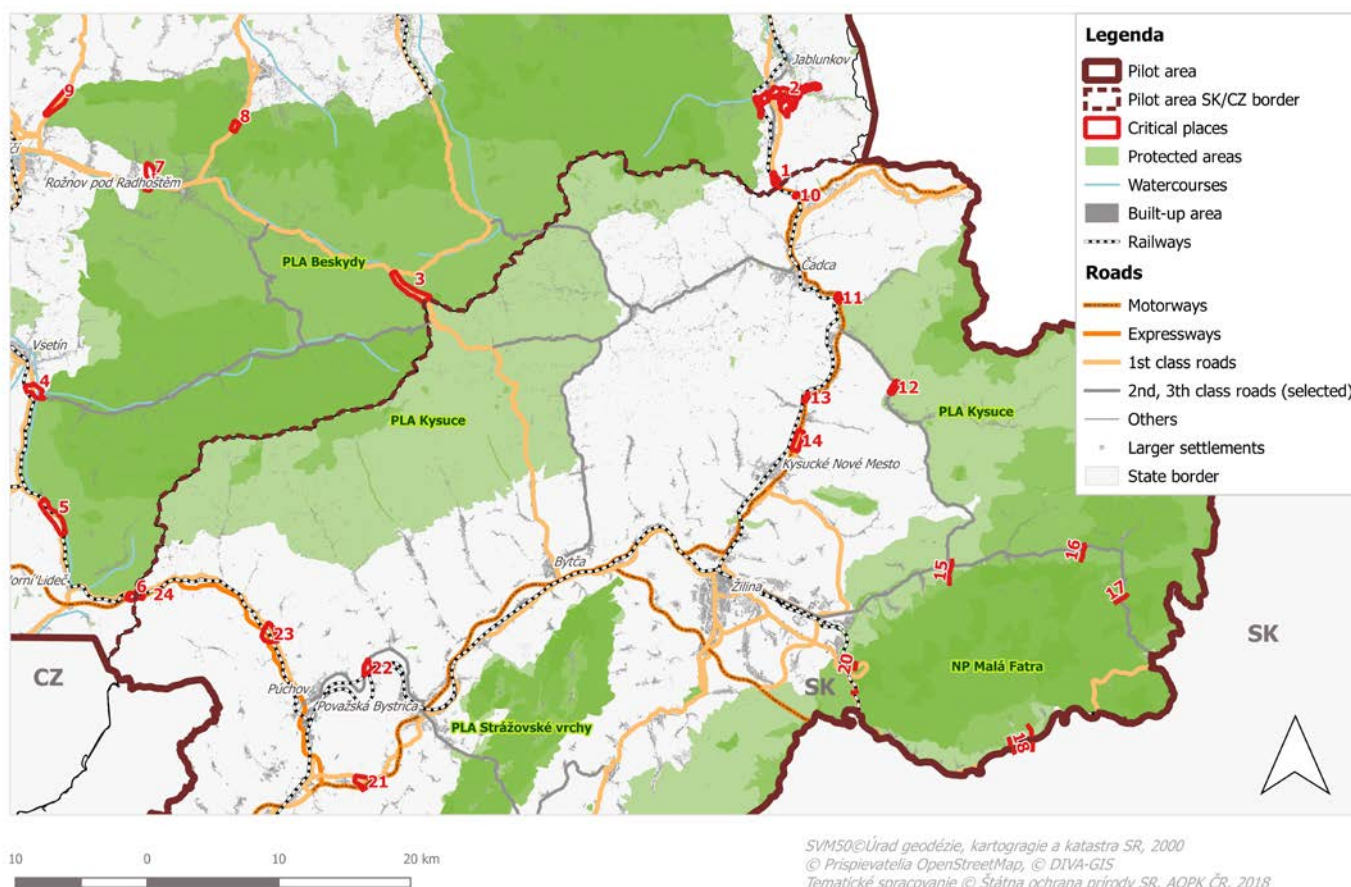 Legenda
Pilot area
Pilot area SK/CZ border
Critical places
Protected areas
Watercourses
Built-up area
Railways
Roads
Motorways
Expressways
1st class roads
2nd, 3th class roads (selected)
Others
Larger settlements
State border
Jablunkov
2
9
8
7
Rožnov pod Radhoštěm
1
10
PLA Beskydy
3
Čadca
11
Vsetín
4
12
13
PLA Kysuce
PLA Kysuce
14
Kysucké Nové Mesto
5
16
15
Bytča
Žilina
17
orní Lideč
6
24
23
SK
22
20
NP Malá Fatra
CZ
Púchov
SK
Považská Bystrica
PLA Strážovské vrchy
18
21
10 0 10 20 km
SVM50©Úrad geodézie, kartogragie a katastra SR, 2000
© Prispievatelia OpenStreetMap, © DIVA-GIS
Tematické spracovanie © Štátna ochrana prírody SR, AOPK ČR, 2018